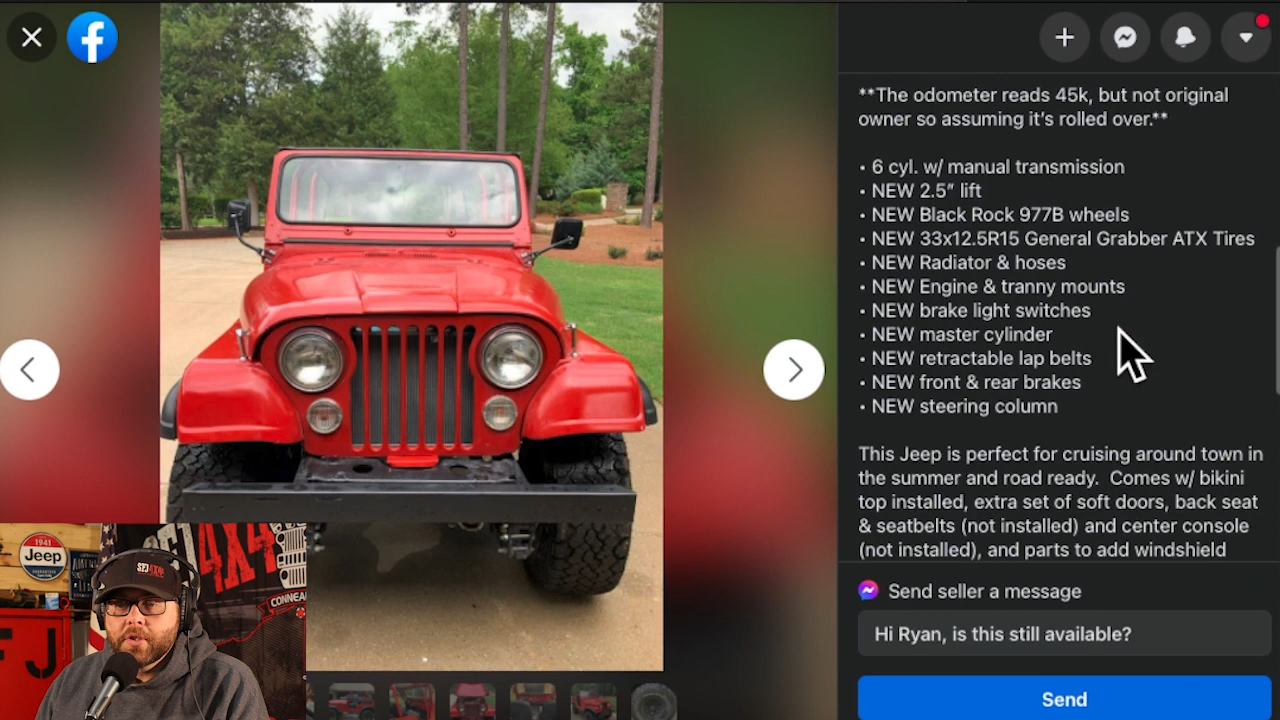 **The odometer reads 45k, but not original
owner so assuming it's rolled over.**
• 6 cyl. w/ manual transmission
• NEW 2.5” lift
• NEW Black Rock 977B wheels
• NEW 33x12.5R15 General Grabber ATX Tires
• NEW Radiator & hoses
• NEW Engine & tranny mounts
• NEW brake light switches
• NEW master cylinder
• NEW retractable lap belts
• NEW front & rear brakes
• NEW steering column
This Jeep is perfect for cruising around town in
the summer and road ready.  Comes w/ bikini
top installed, extra set of soft doors, back seat
& seatbelts (not installed) and center console
(not installed), and parts to add windshield
Send seller a message
Hi Ryan, is this still available?
Send
1941
Jeep
SFJ4X4
4X4
FJ